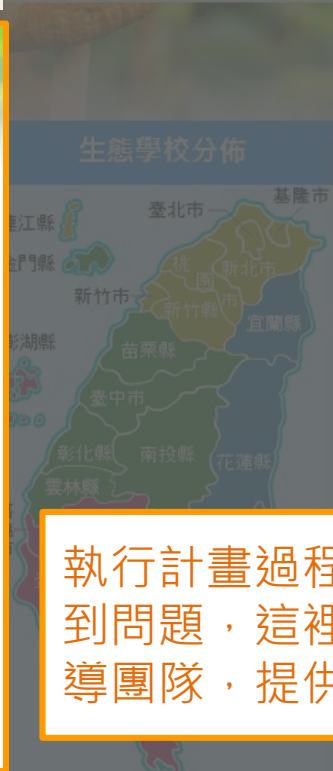 生態學校分佈
基隆市
臺北市
連江縣
金門縣
桃園市
新北市
新竹市
新竹縣
宜蘭縣
澎湖縣
苗栗縣
臺中市
彰化縣
南投縣
花蓮縣
雲林縣
執行計畫過程
到問題，這裡
導團隊，提供